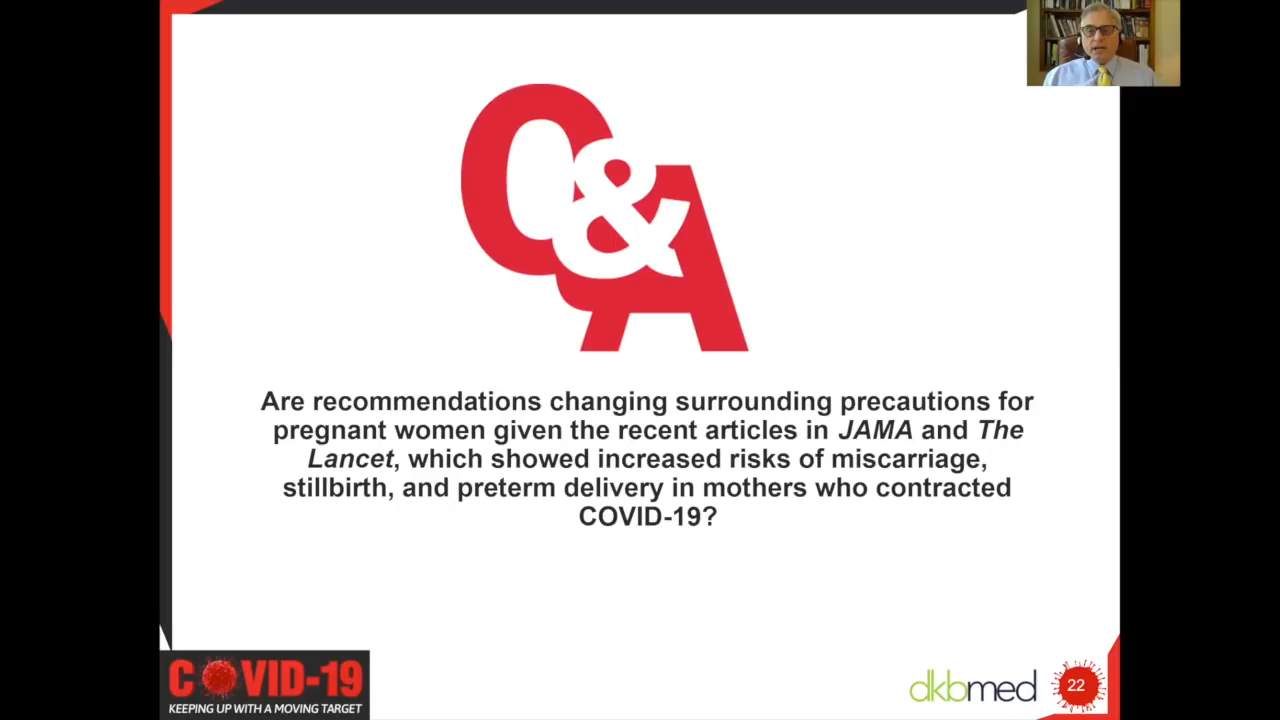 Q&A
Are recommendations changing surrounding precautions for
pregnant women given the recent articles in JAMA and The
Lancet, which showed increased risks of miscarriage,
stillbirth, and preterm delivery in mothers who contracted
COVID-19?
COVID-19
KEEPING UP WITH A MOVING TARGET
dkbmed
22